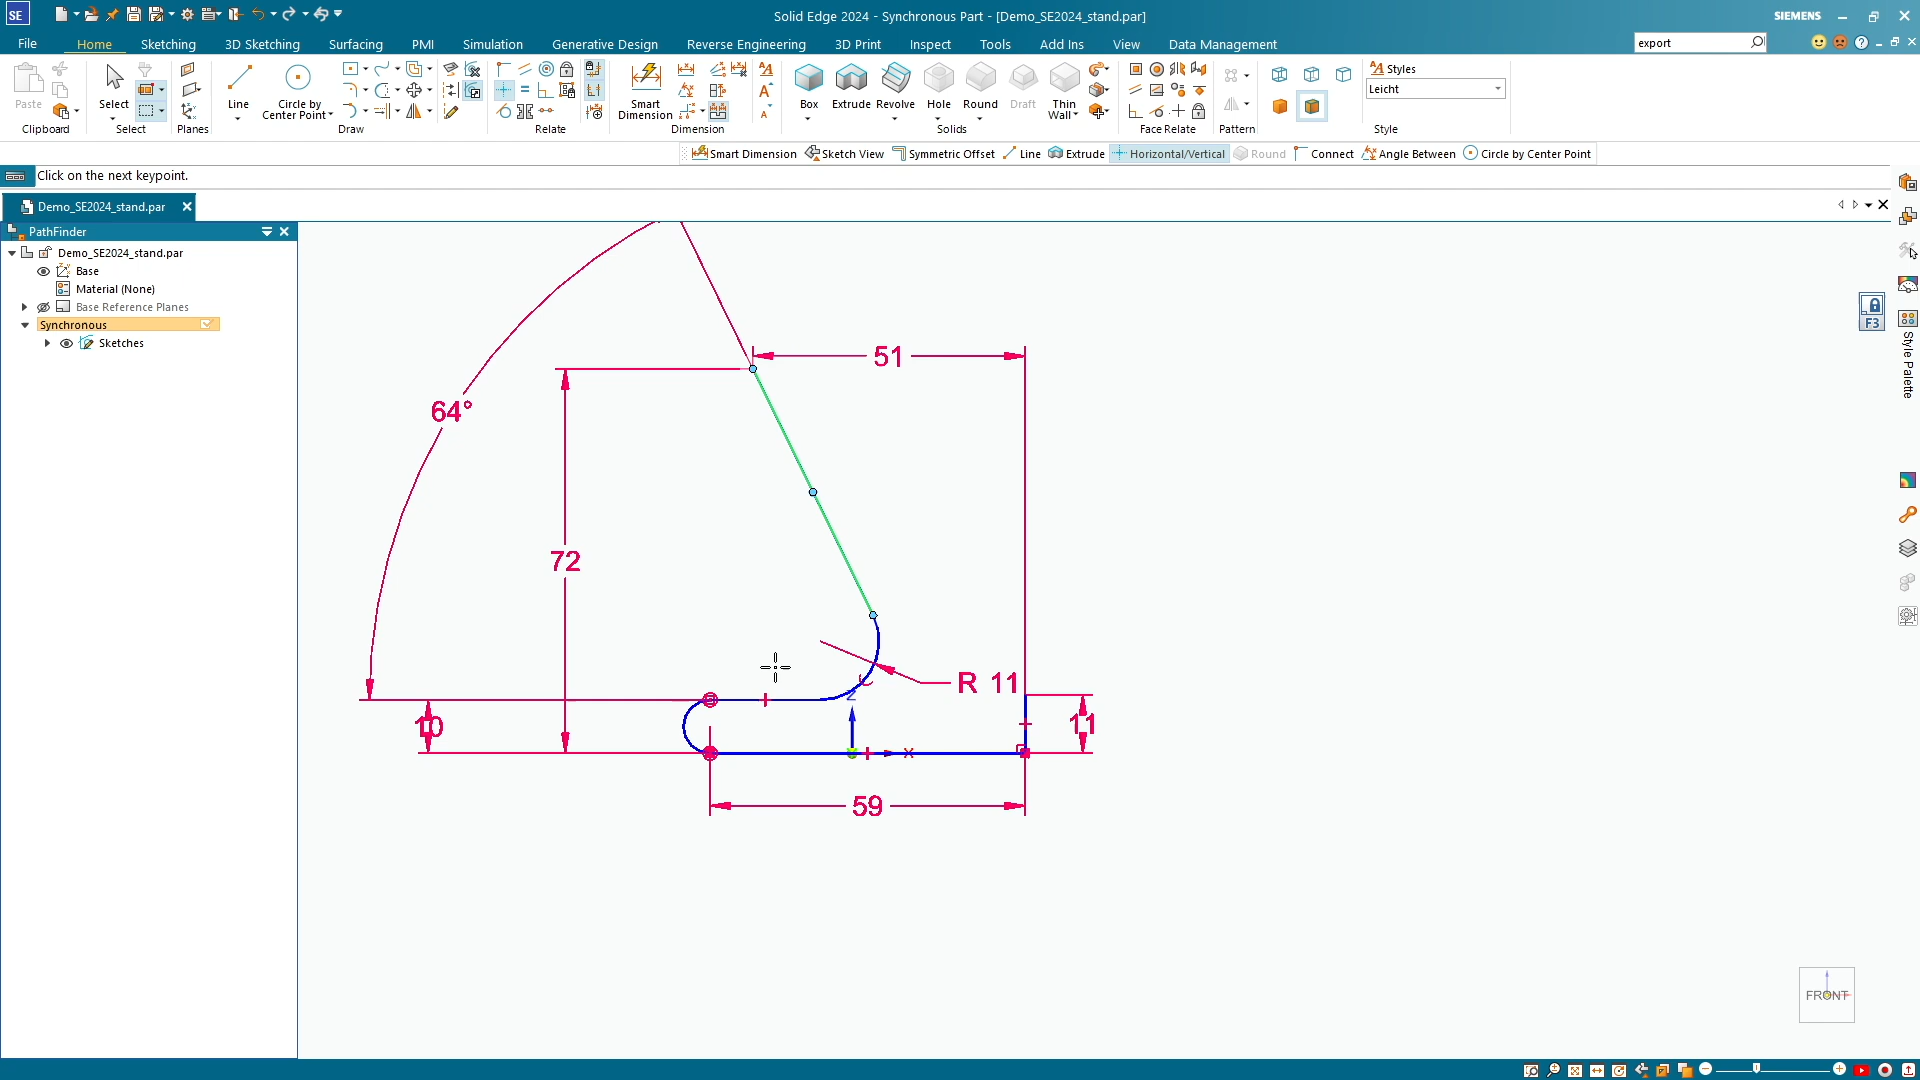 SE
Solid Edge 2024 - Synchronous Part - [Demo_SE2024_stand.par]
SIEMENS
File Home Sketching 3D Sketching Surfacing PMI Simulation Generative Design Reverse Engineering 3D Print Inspect Tools Add Ins View Data Management
export
Paste
Clipboard
Select
Select
Planes
Line
Circle by
Center Point
Draw
Relate
Smart
Dimension
Dimension
Box Extrude Revolve Hole Round Draft Thin
Wall
Solids
Face Relate
Pattern
Styles
Leicht
Style
Smart Dimension Sketch View Symmetric Offset Line Extrude Horizontal/Vertical Round Connect Angle Between Circle by Center Point
Click on the next keypoint.
Demo_SE2024_stand.par
PathFinder
Demo_SE2024_stand.par
Base
Material (None)
Base Reference Planes
Synchronous
Sketches
F3
Style Palette
51
64°
72
R 11
Z
10
11
X
59
FRONT